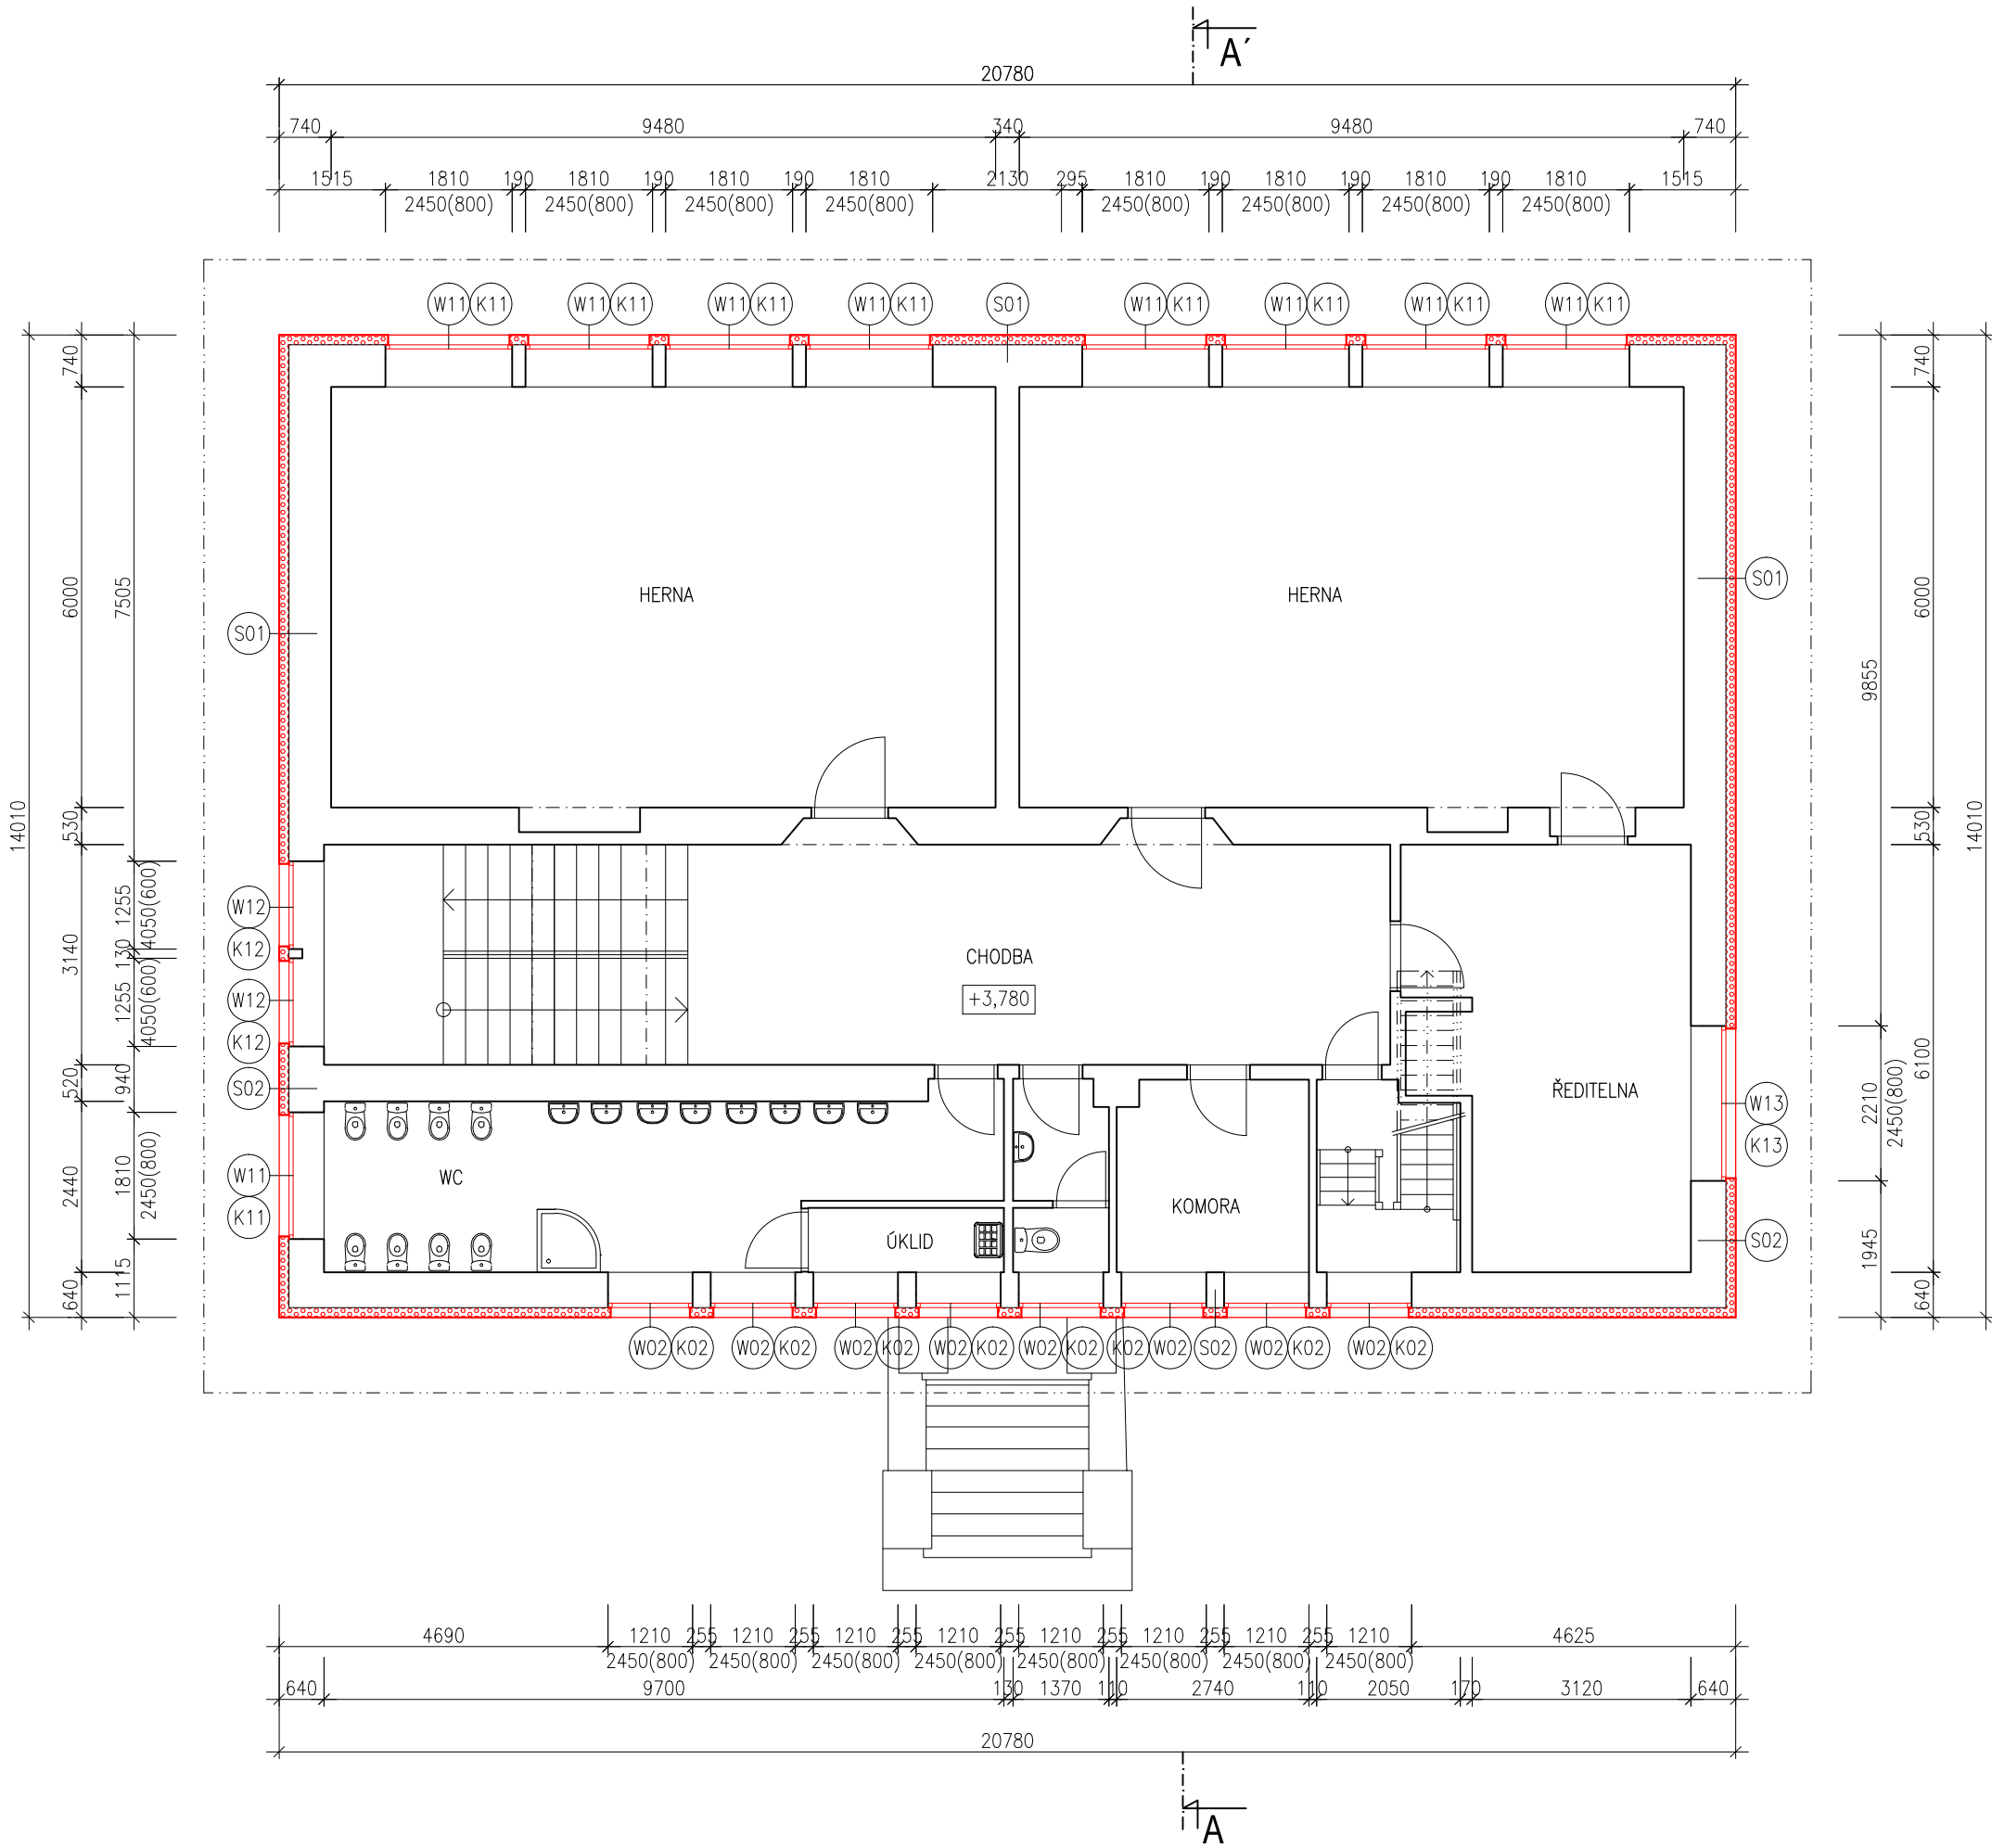 A´
20780
740 9480 340 9480 740
1515 1810 190 1810 190 1810 190 1810 2130 295 1810 190 1810 190 1810 190 1810 1515
2450(800) 2450(800) 2450(800) 2450(800) 2450(800) 2450(800) 2450(800) 2450(800)
W11 K11 W11 K11 W11 K11 W11 K11 S01 W11 K11 W11 K11 W11 K11 W11 K11
14010
740
6000
530
3140
520
2440
640
7505
1255
4050(600)
130
1255
4050(600)
940
1810
2450(800)
1115
S01
W12
K12
W12
K12
S02
W11
K11
HERNA
HERNA
CHODBA
+3,780
ŘEDITELNA
WC
KOMORA
ÚKLID
S01
W13
K13
S02
9855
2210
2450(800)
1945
740
6000
530
6100
640
14010
W02 K02 W02 K02 W02 K02 W02 K02 W02 K02 K02 W02 S02 W02 K02 W02 K02
4690 1210 255 1210 255 1210 255 1210 255 1210 255 1210 255 1210 255 1210 4625
2450(800) 2450(800) 2450(800) 2450(800) 2450(800) 2450(800) 2450(800) 2450(800)
640 9700 130 1370 110 2740 110 2050 170 3120 640
20780
A